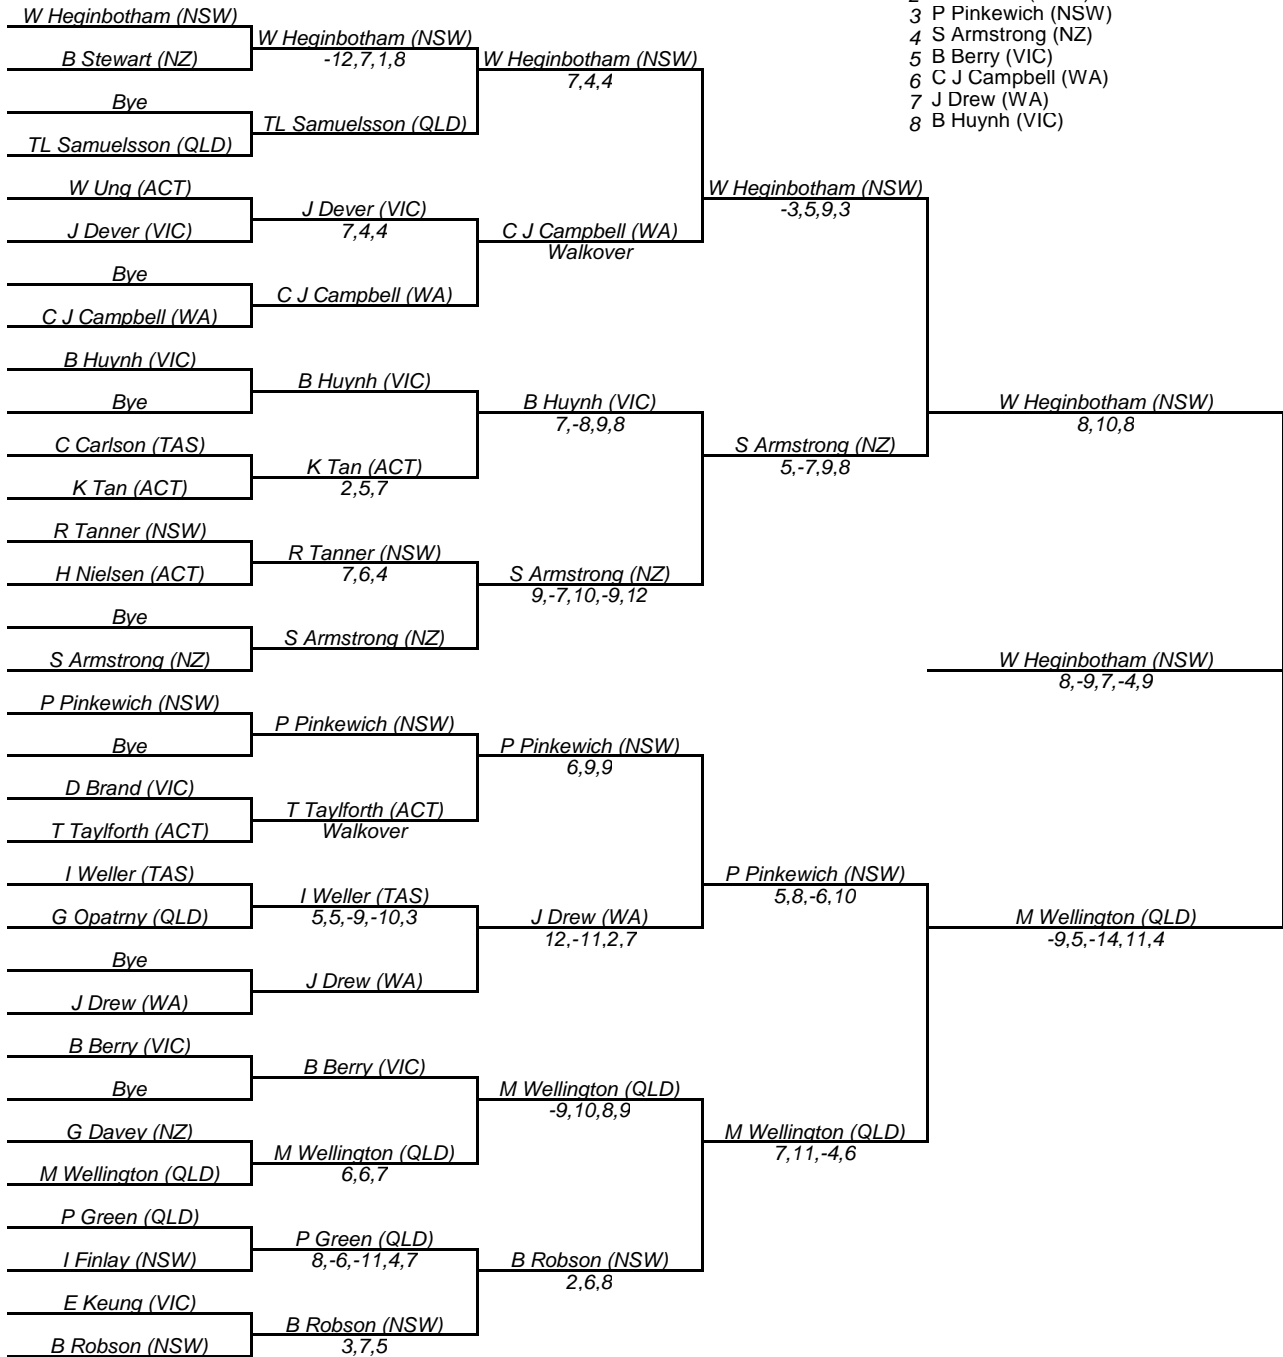 3 P Pinkewich (NSW)
4 S Armstrong (NZ)
5 B Berry (VIC)
6 C J Campbell (WA)
7 J Drew (WA)
8 B Huynh (VIC)
W Heginbotham (NSW)
B Stewart (NZ)
Bye
TL Samuelsson (QLD)
W Ung (ACT)
J Dever (VIC)
Bye
C J Campbell (WA)
B Huynh (VIC)
Bye
C Carlson (TAS)
K Tan (ACT)
R Tanner (NSW)
H Nielsen (ACT)
Bye
S Armstrong (NZ)
P Pinkewich (NSW)
Bye
D Brand (VIC)
T Taylforth (ACT)
I Weller (TAS)
G Opatrny (QLD)
Bye
J Drew (WA)
B Berry (VIC)
Bye
G Davey (NZ)
M Wellington (QLD)
P Green (QLD)
I Finlay (NSW)
E Keung (VIC)
B Robson (NSW)
W Heginbotham (NSW)
-12,7,1,8
TL Samuelsson (QLD)
J Dever (VIC)
7,4,4
C J Campbell (WA)
B Huynh (VIC)
K Tan (ACT)
2,5,7
R Tanner (NSW)
7,6,4
S Armstrong (NZ)
P Pinkewich (NSW)
T Taylforth (ACT)
Walkover
I Weller (TAS)
5,5,-9,-10,3
J Drew (WA)
B Berry (VIC)
M Wellington (QLD)
6,6,7
P Green (QLD)
8,-6,-11,4,7
B Robson (NSW)
3,7,5
W Heginbotham (NSW)
7,4,4
C J Campbell (WA)
Walkover
B Huynh (VIC)
7,-8,9,8
S Armstrong (NZ)
9,-7,10,-9,12
P Pinkewich (NSW)
6,9,9
J Drew (WA)
12,-11,2,7
M Wellington (QLD)
-9,10,8,9
B Robson (NSW)
2,6,8
W Heginbotham (NSW)
-3,5,9,3
S Armstrong (NZ)
5,-7,9,8
P Pinkewich (NSW)
5,8,-6,10
M Wellington (QLD)
7,11,-4,6
W Heginbotham (NSW)
8,10,8
W Heginbotham (NSW)
8,-9,7,-4,9
M Wellington (QLD)
-9,5,-14,11,4